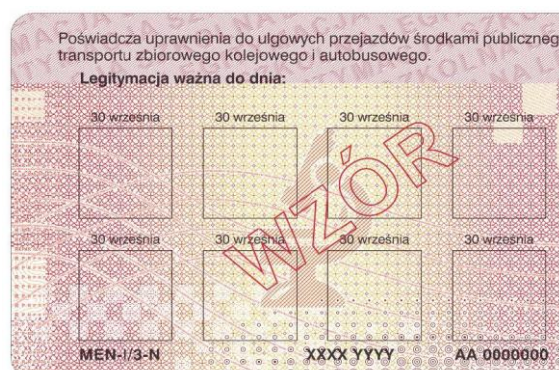 Poświadcza uprawnienia do ulgowych przejazdów środkami publiczneg
transportu zbiorowego kolejowego i autobusowego.
Legitymacja ważna do dnia:
30 września 30 września 30 września 30 września
30 września 30 września 30 września 30 września
WZÓR
MEN-I/3-N XXXX YYYY AA 0000000